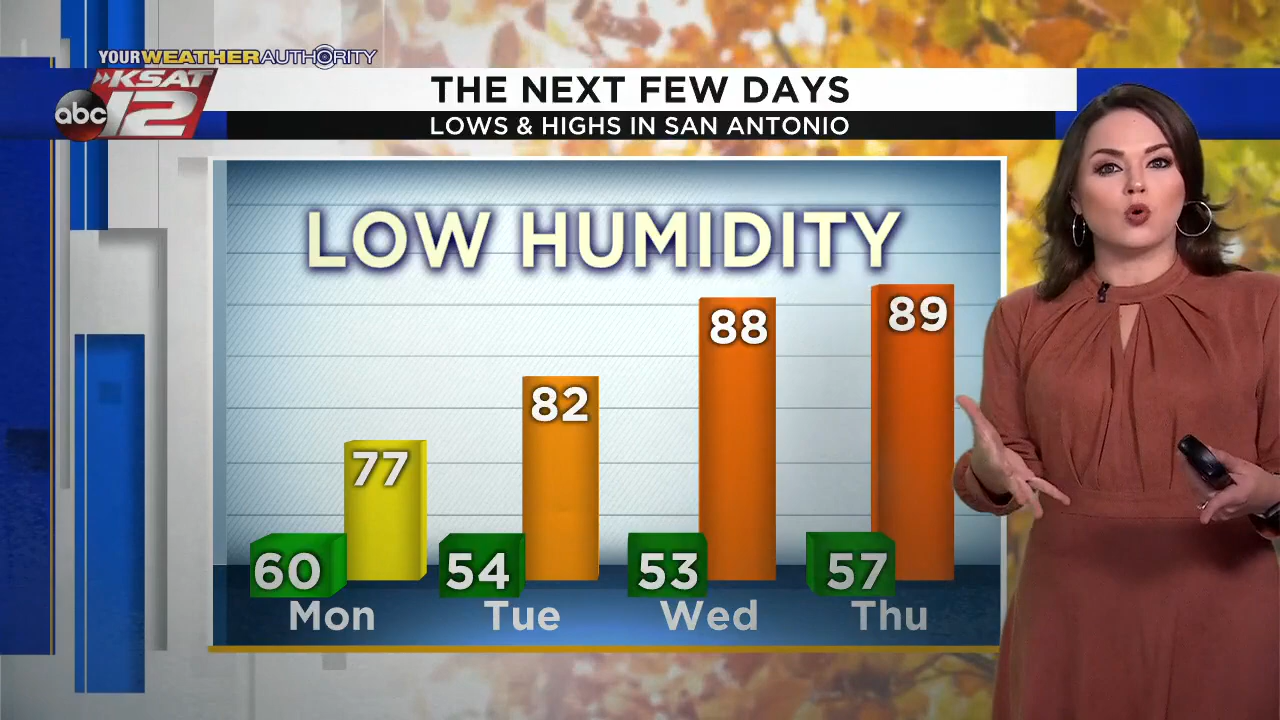 YOUR WEATHER AUTHORITY
KSAT
abc 12
THE NEXT FEW DAYS
LOWS & HIGHS IN SAN ANTONIO
LOW HUMIDITY
77 82 88 89
60 54 53 57
Mon Tue Wed Thu